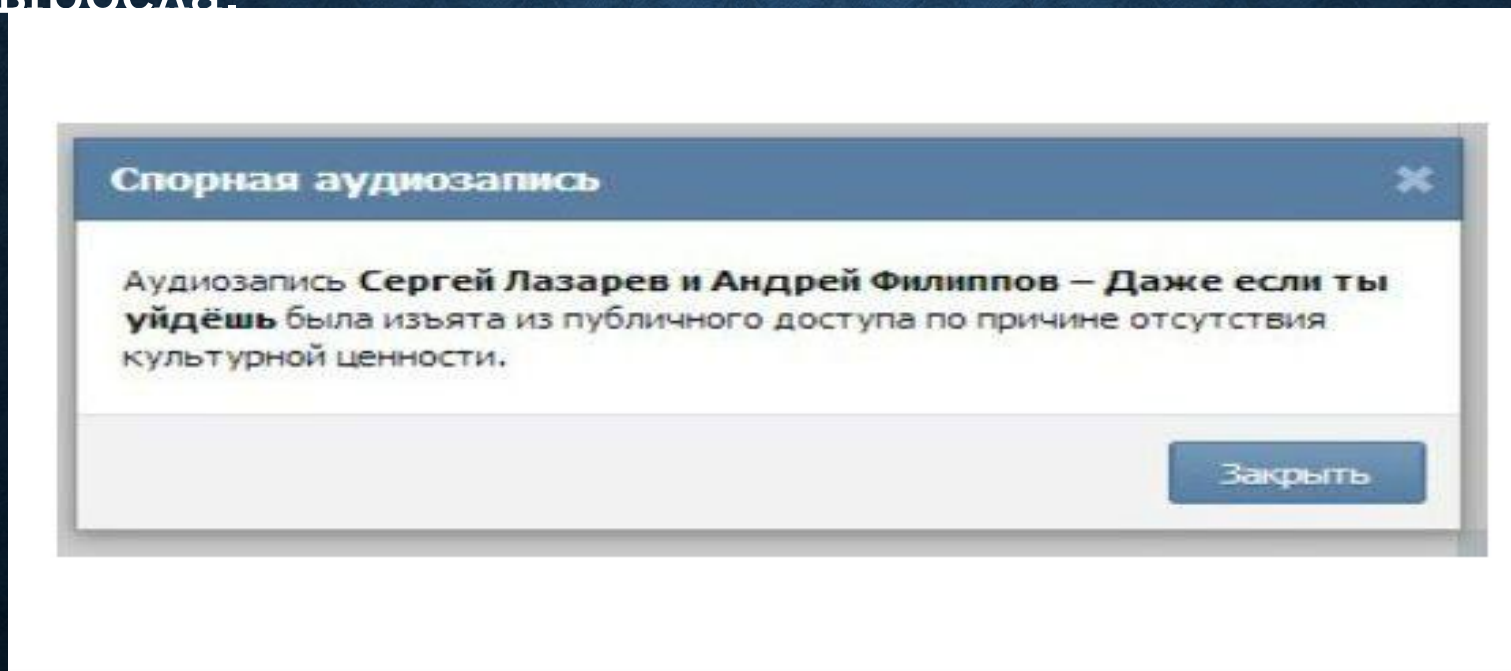 Спорная аудиозапись
Аудиозапись Сергей Лазарев и Андрей Филиппов – Даже если ты
уйдёшь была изъята из публичного доступа по причине отсутствия
культурной ценности.
Закрыть